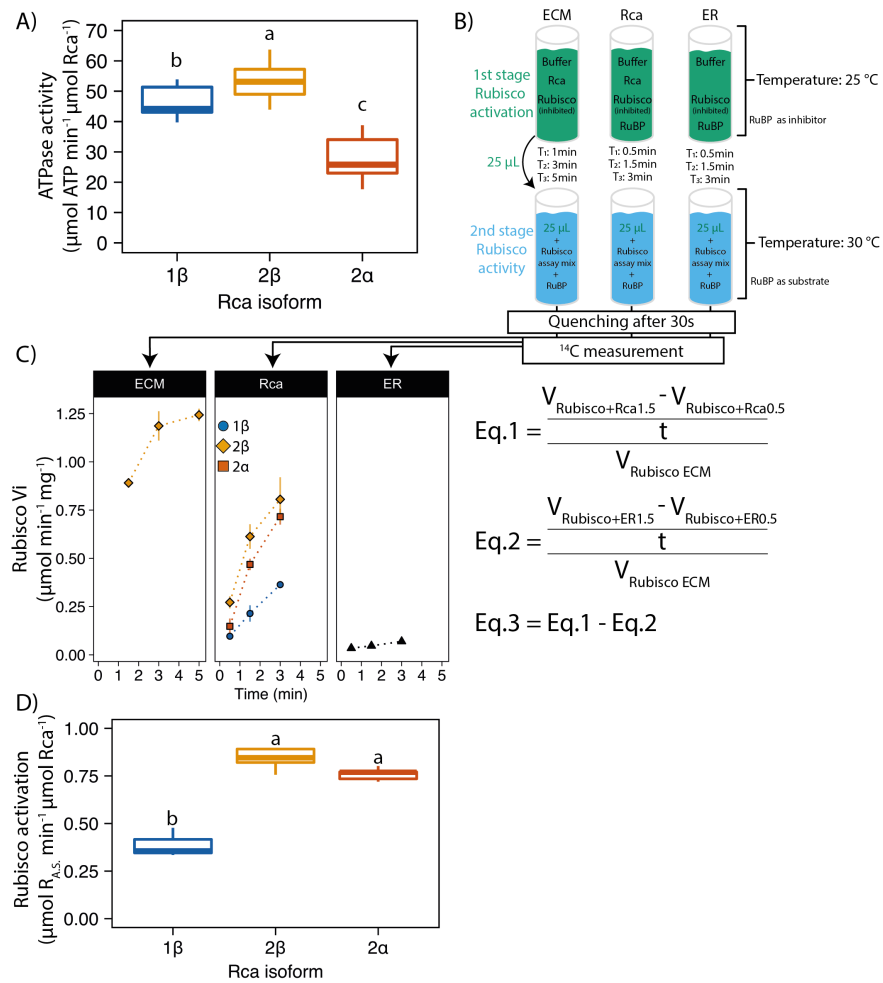 A)
ATPase activity
(µmol ATP min⁻¹ µmol Rca⁻¹)
70
60
50
40
30
20
10
0
b
a
c
1β
2β
2α
Rca isoform
B)
ECM
Rca
ER
1st stage
Rubisco
activation
Buffer
Rca
Rubisco
(inhibited)
Buffer
Rca
Rubisco
(inhibited)
RuBP
Buffer
Rubisco
(inhibited)
RuBP
Temperature: 25 °C
RuBP as inhibitor
25 µL
T₁: 1min
T₂: 3min
T₃: 5min
T₁: 0.5min
T₂: 1.5min
T₃: 3min
T₁: 0.5min
T₂: 1.5min
T₃: 3min
2nd stage
Rubisco
activity
25 µL
+
Rubisco
assay mix
+
RuBP
25 µL
+
Rubisco
assay mix
+
RuBP
25 µL
+
Rubisco
assay mix
+
RuBP
Temperature: 30 °C
RuBP as substrate
Quenching after 30s
¹⁴C measurement
C)
ECM
Rca
ER
Rubisco Vi
(µmol min⁻¹ mg⁻¹)
1.25
1.00
0.75
0.50
0.25
0.00
1β
2β
2α
0 1 2 3 4 5
0 1 2 3 4 5
0 1 2 3 4 5
Time (min)
Eq.1 =
V Rubisco+Rca1.5 - V Rubisco+Rca0.5
t
V Rubisco ECM
Eq.2 =
V Rubisco+ER1.5 - V Rubisco+ER0.5
t
V Rubisco ECM
Eq.3 = Eq.1 - Eq.2
D)
Rubisco activation
(µmol R A.S. min⁻¹ µmol Rca⁻¹)
1.00
0.75
0.50
0.25
0.00
b
a
a
1β
2β
2α
Rca isoform